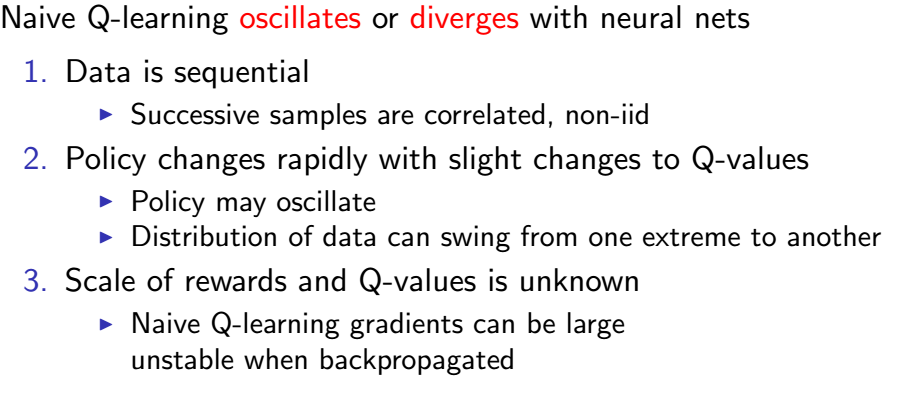 Naive Q-learning oscillates or diverges with neural nets
1. Data is sequential
▶ Successive samples are correlated, non-iid
2. Policy changes rapidly with slight changes to Q-values
▶ Policy may oscillate
▶ Distribution of data can swing from one extreme to another
3. Scale of rewards and Q-values is unknown
▶ Naive Q-learning gradients can be large
unstable when backpropagated